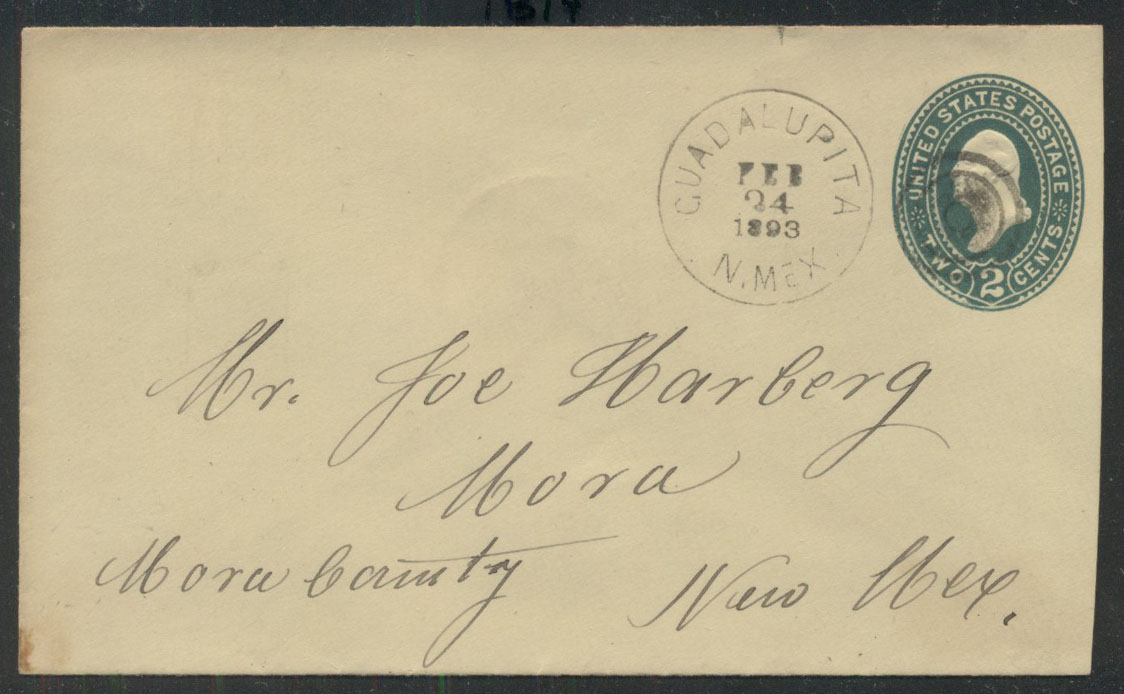 GUADALUPITA
FEB
24
1893
N. MEX.
UNITED STATES POSTAGE
TWO 2 CENTS
Mr. Joe Harberg
Mora
Mora County
New Mex.